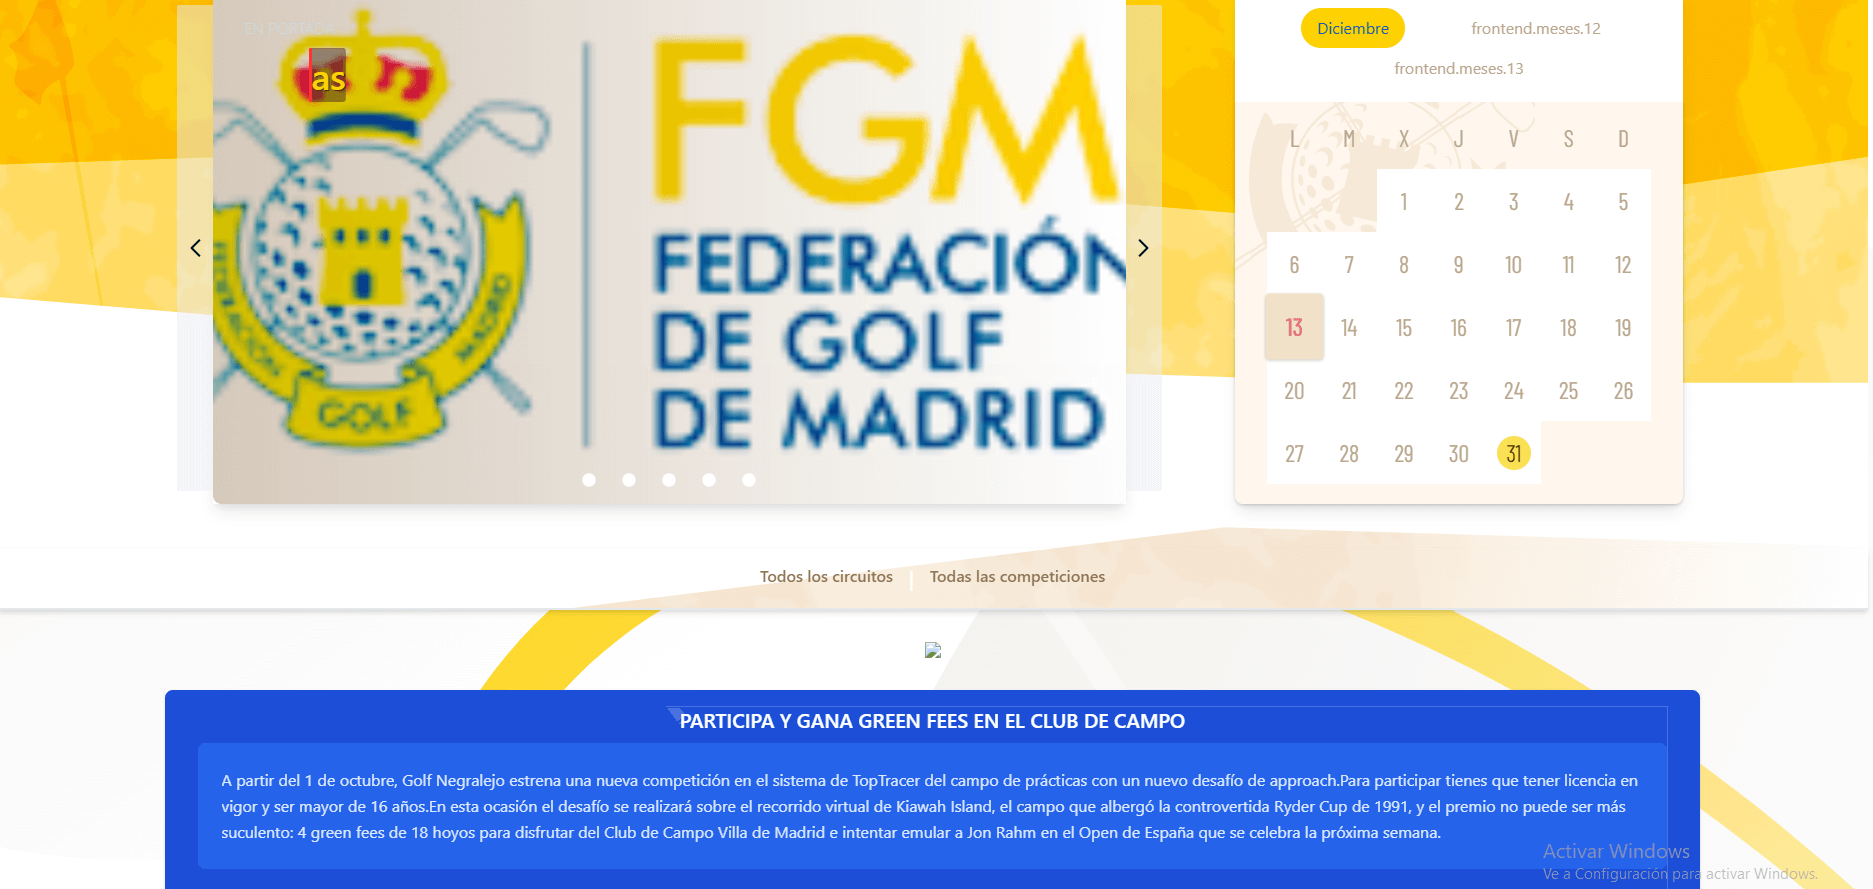 EN PORTADA
as
FGM
FEDERACIÓN
DE GOLF
DE MADRID
FEDERACION
MADRID
GOLF
Diciembre frontend.meses.12
frontend.meses.13
L M X J V S D
1 2 3 4 5
6 7 8 9 10 11 12
13 14 15 16 17 18 19
20 21 22 23 24 25 26
27 28 29 30 31
Todos los circuitos | Todas las competiciones
PARTICIPA Y GANA GREEN FEES EN EL CLUB DE CAMPO
A partir del 1 de octubre, Golf Negralejo estrena una nueva competición en el sistema de TopTracer del campo de prácticas con un nuevo desafío de approach.Para participar tienes que tener licencia en
vigor y ser mayor de 16 años.En esta ocasión el desafío se realizará sobre el recorrido virtual de Kiawah Island, el campo que albergó la controvertida Ryder Cup de 1991, y el premio no puede ser más
suculento: 4 green fees de 18 hoyos para disfrutar del Club de Campo Villa de Madrid e intentar emular a Jon Rahm en el Open de España que se celebra la próxima semana.
Activar Windows
Ve a Configuración para activar Windows.